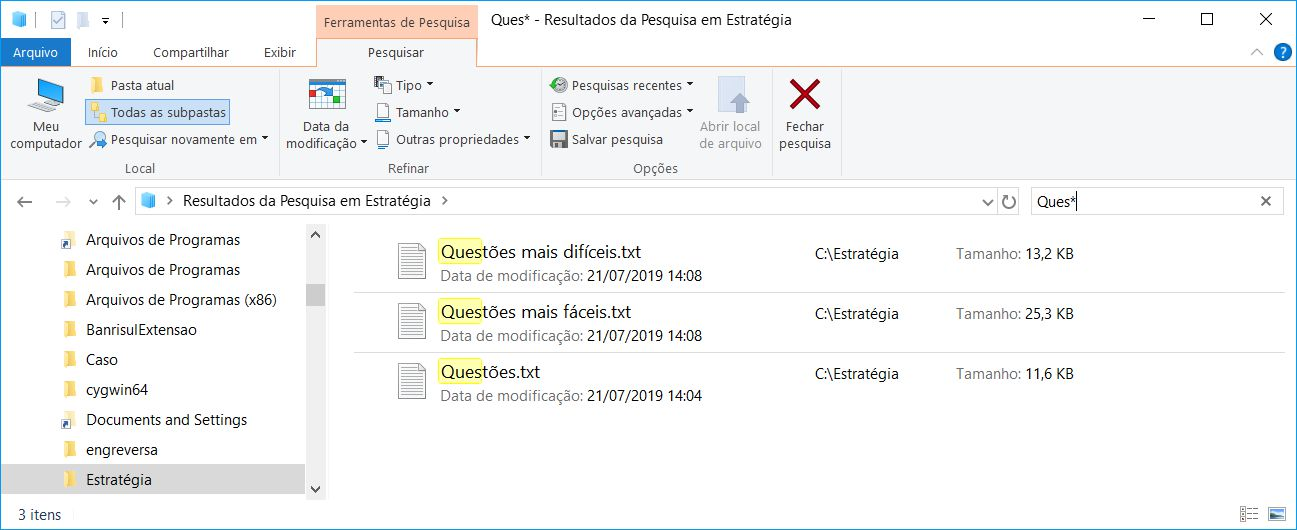 Ferramentas de Pesquisa
Ques* - Resultados da Pesquisa em Estratégia
Arquivo
Início
Compartilhar
Exibir
Pesquisar
Meu computador
Pasta atual
Todas as subpastas
Pesquisar novamente em
Local
Data da modificação
Tipo
Tamanho
Outras propriedades
Refinar
Pesquisas recentes
Opções avançadas
Salvar pesquisa
Opções
Abrir local de arquivo
Fechar pesquisa
Resultados da Pesquisa em Estratégia
Ques*
Arquivos de Programas
Arquivos de Programas
Arquivos de Programas (x86)
BanrisulExtensao
Caso
cygwin64
Documents and Settings
engreversa
Estratégia
Questões mais difíceis.txt
C:\Estratégia
Tamanho: 13,2 KB
Data de modificação: 21/07/2019 14:08
Questões mais fáceis.txt
C:\Estratégia
Tamanho: 25,3 KB
Data de modificação: 21/07/2019 14:08
Questões.txt
C:\Estratégia
Tamanho: 11,6 KB
Data de modificação: 21/07/2019 14:04
3 itens